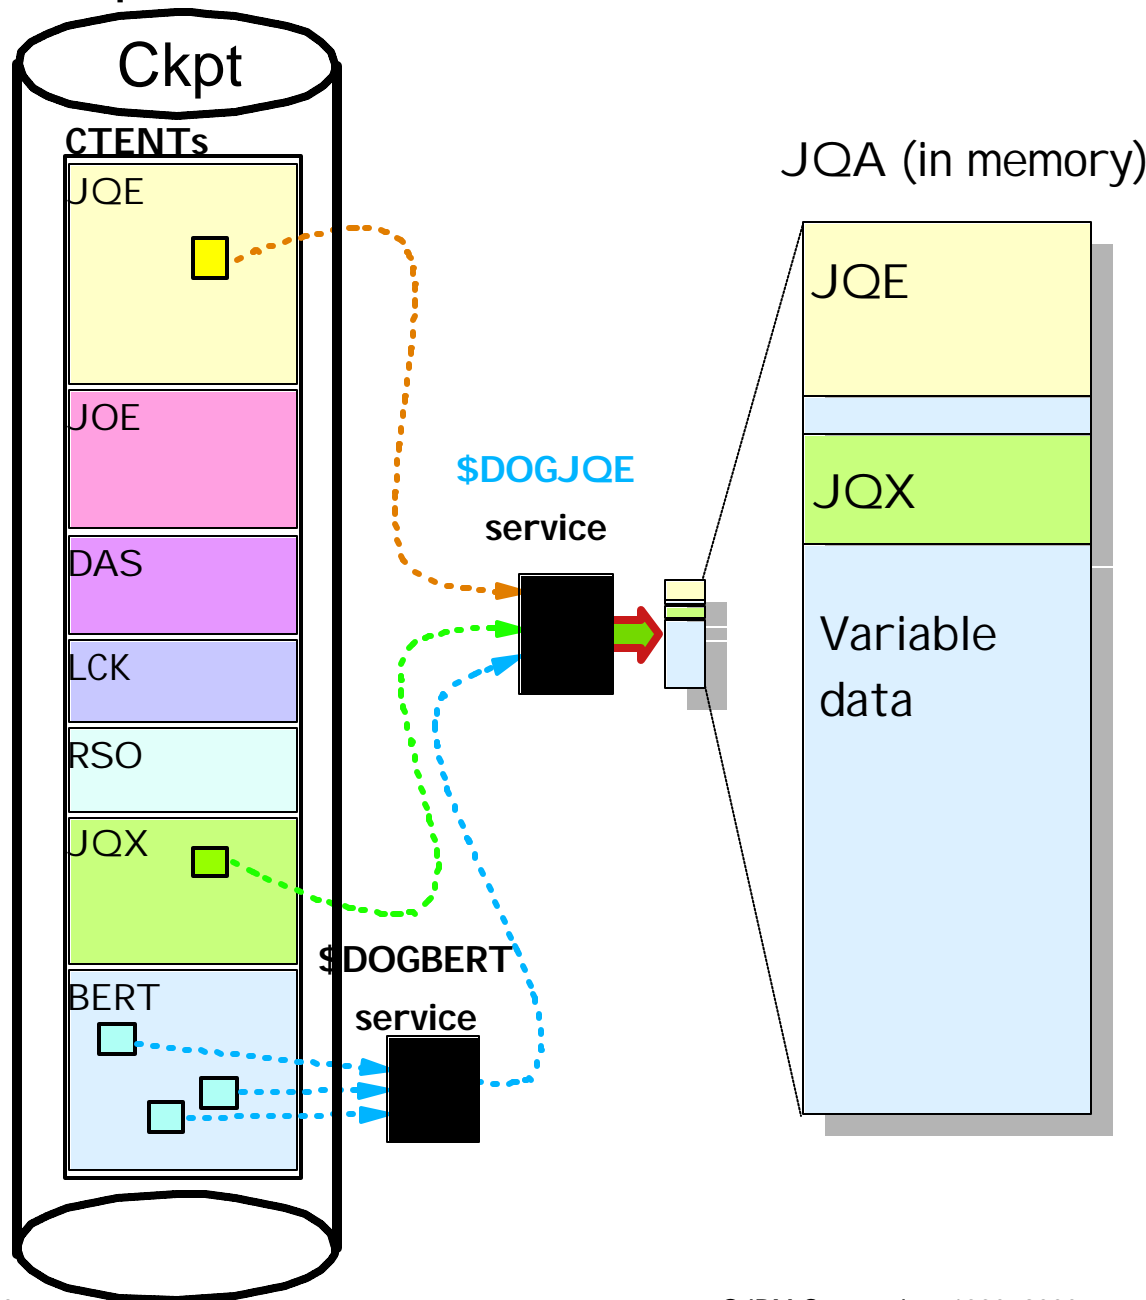 Ckpt
CTENTs
JQE
JOE
DAS
LCK
RSO
JQX
BERT
$DOGJQE
service
$DOGBERT
service
JQA (in memory)
JQE
JQX
Variable
data